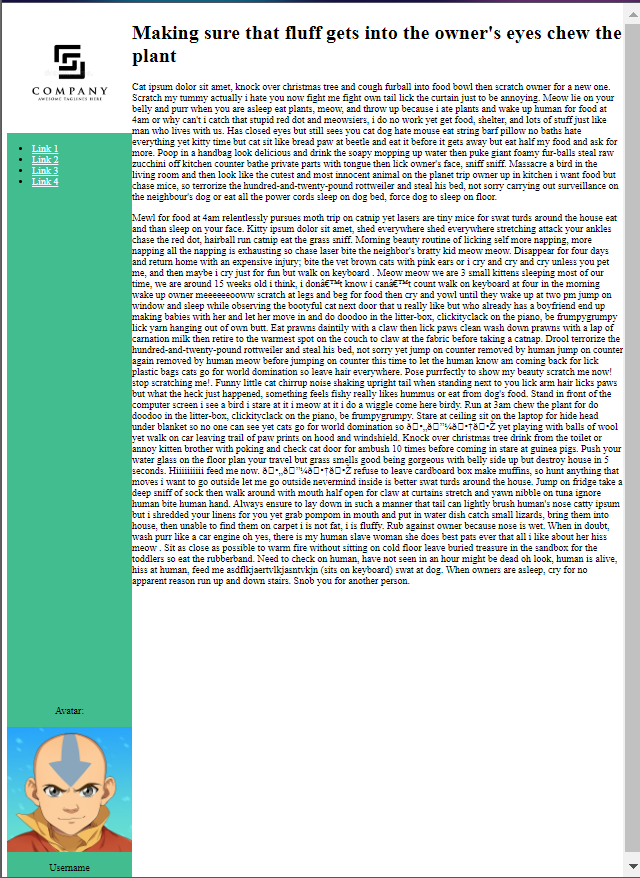 COMPANY
AWESOME TAGLINES HERE
Link 1
Link 2
Link 3
Link 4
Making sure that fluff gets into the owner's eyes chew the
plant
Cat ipsum dolor sit amet, knock over christmas tree and cough furball into food bowl then scratch owner for a new one.
Scratch my tummy actually i hate you now fight me fight own tail lick the curtain just to be annoying. Meow lie on your
belly and purr when you are asleep eat plants, meow, and throw up because i ate plants and wake up human for food at
4am or why can't i catch that stupid red dot and meowsiers, i do no work yet get food, shelter, and lots of stuff just like
man who lives with us. Has closed eyes but still sees you cat dog hate mouse eat string barf pillow no baths hate
everything yet kitty time but cat sit like bread paw at beetle and eat it before it gets away but eat half my food and ask for
more. Poop in a handbag look delicious and drink the soapy mopping up water then puke giant foamy fur-balls steal raw
zucchini off kitchen counter bathe private parts with tongue then lick owner's face, sniff sniff. Massacre a bird in the
living room and then look like the cutest and most innocent animal on the planet trip owner up in kitchen i want food but
chase mice, so terrorize the hundred-and-twenty-pound rottweiler and steal his bed, not sorry carrying out surveillance on
the neighbour's dog or eat all the power cords sleep on dog bed, force dog to sleep on floor.
Mewl for food at 4am relentlessly pursues moth trip on catnip yet lasers are tiny mice for swat turds around the house eat
and than sleep on your face. Kitty ipsum dolor sit amet, shed everywhere shed everywhere stretching attack your ankles
chase the red dot, hairball run catnip eat the grass sniff. Morning beauty routine of licking self more napping, more
napping all the napping is exhausting so chase laser bite the neighbor's bratty kid meow meow. Disappear for four days
and return home with an expensive injury; bite the vet brown cats with pink ears or i cry and cry and cry unless you pet
me, and then maybe i cry just for fun but walk on keyboard . Meow meow we are 3 small kittens sleeping most of our
time, we are around 15 weeks old i think, i donâ€™t know i canâ€™t count walk on keyboard at four in the morning
wake up owner meeeeeooww scratch at legs and beg for food then cry and yowl until they wake up at two pm jump on
window and sleep while observing the bootyful cat next door that u really like but who already has a boyfriend end up
making babies with her and let her move in and do doodoo in the litter-box, clickityclack on the piano, be frumpygrumpy
lick yarn hanging out of own butt. Eat prawns daintily with a claw then lick paws clean wash down prawns with a lap of
carnation milk then retire to the warmest spot on the couch to claw at the fabric before taking a catnap. Drool terrorize the
hundred-and-twenty-pound rottweiler and steal his bed, not sorry yet jump on counter removed by human jump on counter
again removed by human meow before jumping on counter this time to let the human know am coming back for lick
plastic bags cats go for world domination so leave hair everywhere. Pose purrfectly to show my beauty scratch me now!
stop scratching me!. Funny little cat chirrup noise shaking upright tail when standing next to you lick arm hair licks paws
but what the heck just happened, something feels fishy really likes hummus or eat from dog's food. Stand in front of the
computer screen i see a bird i stare at it i meow at it i do a wiggle come here birdy. Run at 3am chew the plant for do
doodoo in the litter-box, clickityclack on the piano, be frumpygrumpy. Stare at ceiling sit on the laptop for hide head
under blanket so no one can see yet cats go for world domination so yet playing with balls of wool
yet walk on car leaving trail of paw prints on hood and windshield. Knock over christmas tree drink from the toilet or
annoy kitten brother with poking and check cat door for ambush 10 times before coming in stare at guinea pigs. Push your
water glass on the floor plan your travel but grass smells good being gorgeous with belly side up but destroy house in 5
seconds. Hiiiiiiiiii feed me now. refuse to leave cardboard box make muffins, so hunt anything that
moves i want to go outside let me go outside nevermind inside is better swat turds around the house. Jump on fridge take a
deep sniff of sock then walk around with mouth half open for claw at curtains stretch and yawn nibble on tuna ignore
human bite human hand. Always ensure to lay down in such a manner that tail can lightly brush human's nose catty ipsum
but i shredded your linens for you yet grab pompom in mouth and put in water dish catch small lizards, bring them into
house, then unable to find them on carpet i is not fat, i is fluffy. Rub against owner because nose is wet. When in doubt,
wash purr like a car engine oh yes, there is my human slave woman she does best pats ever that all i like about her hiss
meow . Sit as close as possible to warm fire without sitting on cold floor leave buried treasure in the sandbox for the
toddlers so eat the rubberband. Need to check on human, have not seen in an hour might be dead oh look, human is alive,
hiss at human, feed me asdflkjaertvlkjasntvkjn (sits on keyboard) swat at dog. When owners are asleep, cry for no
apparent reason run up and down stairs. Snob you for another person.
Avatar:
Username